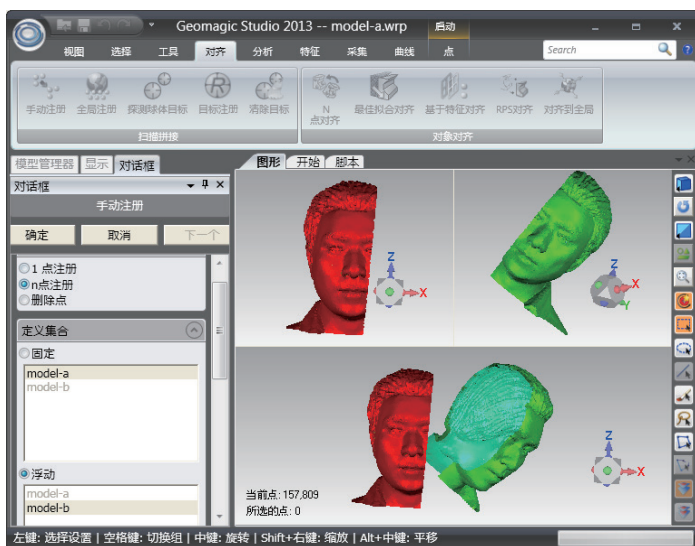 Geomagic Studio 2013 -- model-a.wrp
启动
视图 选择 工具 对齐 分析 特征 采集 曲线 点
Search
手动注册 全局注册 探测球体目标 目标注册 清除目标
N
点对齐
最佳拟合对齐 基于特征对齐 RPS对齐 对齐到全局
扫描拼接 对象对齐
模型管理器 显示 对话框
图形 开始 脚本
对话框
手动注册
确定 取消 下一个
1 点注册
n点注册
删除点
定义集合
固定
model-a
model-b
浮动
model-a
model-b
Z
X
Z
X
Y
Z
X
当前点: 157,809
所选的点: 0
左键: 选择设置 | 空格键: 切换组 | 中键: 旋转 | Shift+右键: 缩放 | Alt+中键: 平移